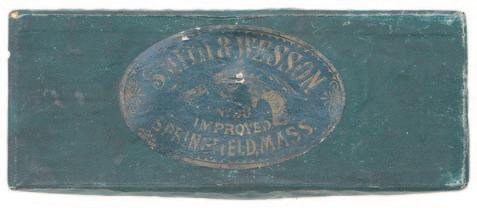 SMITH & WESSON
IMPROVED
SPRINGFIELD, MASS.